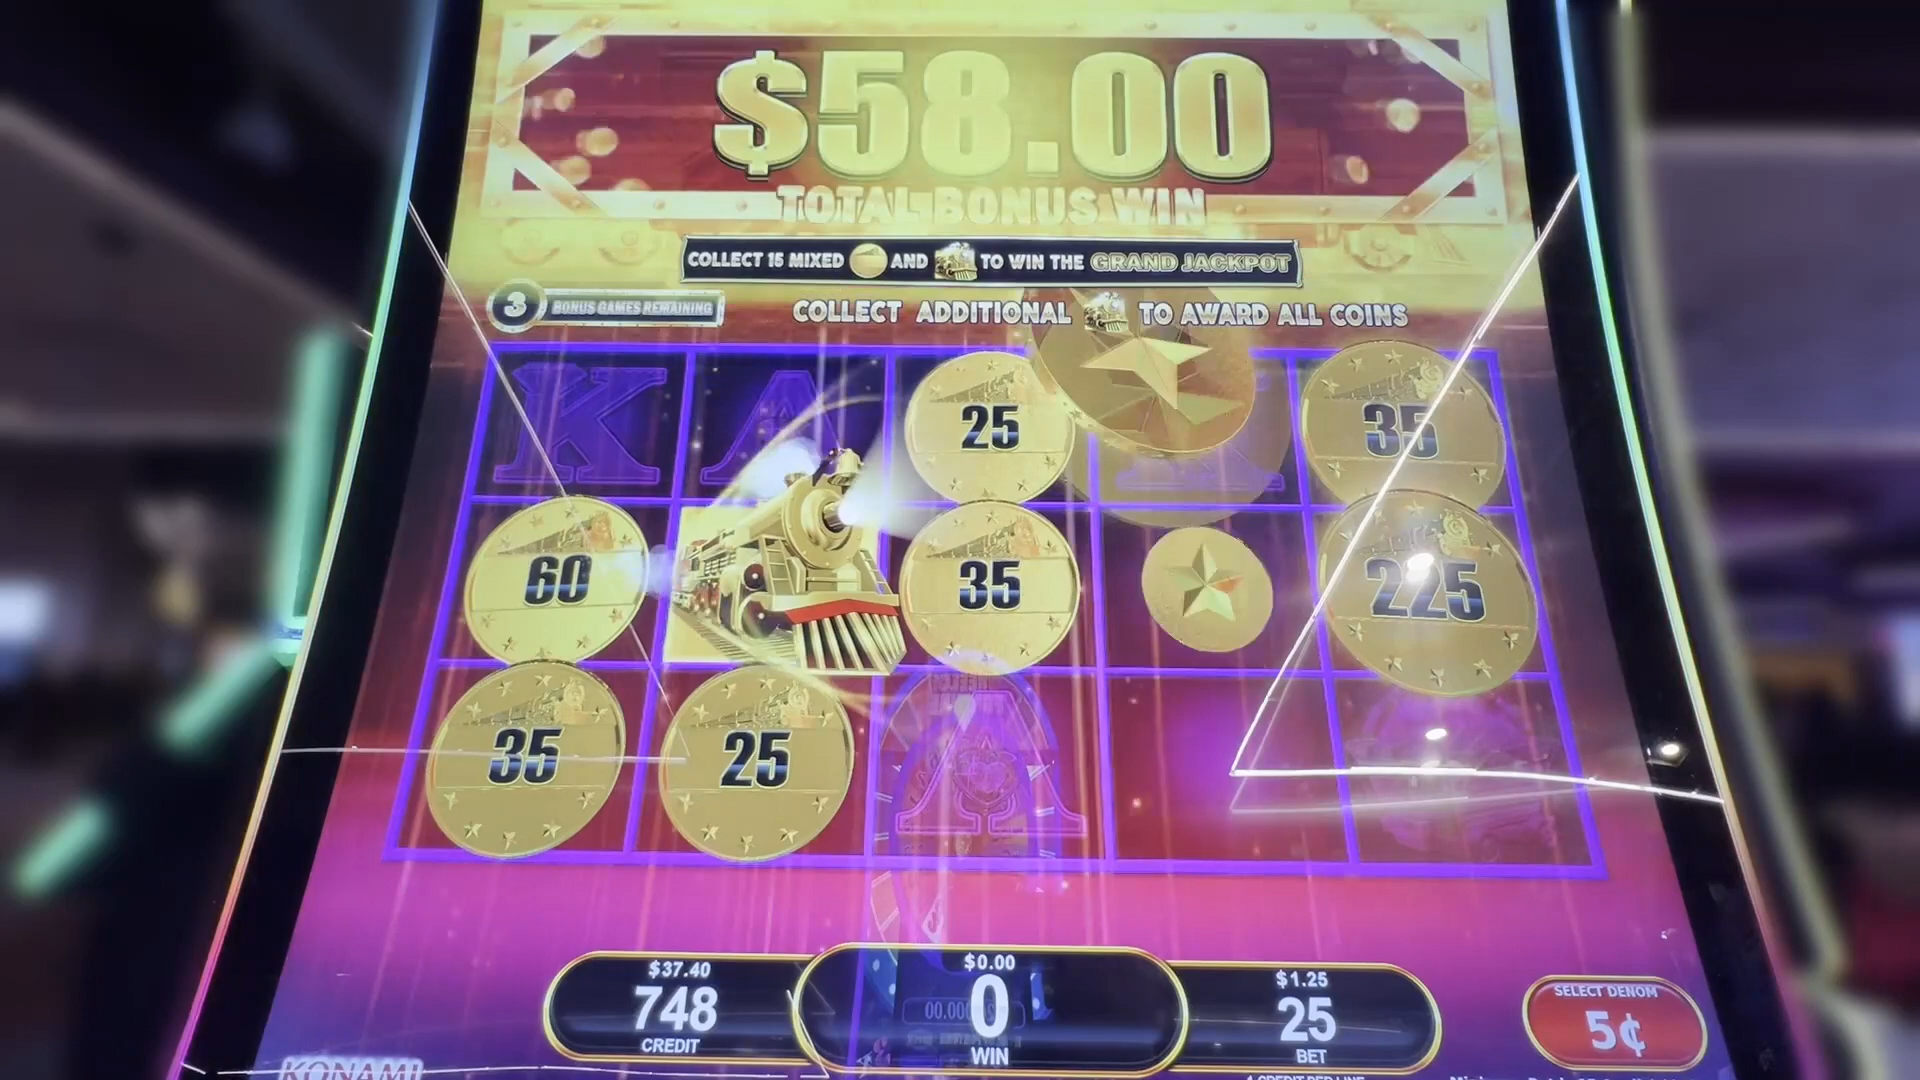 $58.00
TOTAL BONUS WIN
COLLECT 15 MIXED AND TO WIN THE GRAND JACKPOT
3 BONUS GAMES REMAINING
COLLECT ADDITIONAL TO AWARD ALL COINS
K A 25 35
60 35 225
35 25 A
$37.40
748
CREDIT
$0.00
0
WIN
$1.25
25
BET
SELECT DENOM
5¢
KONAMI